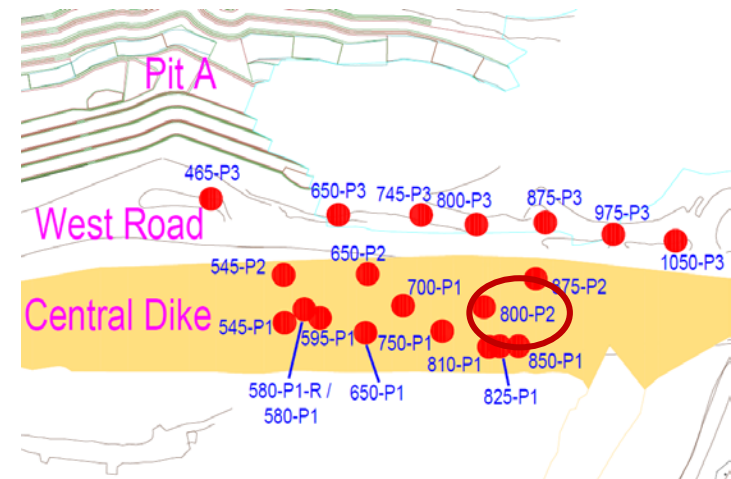 Pit A
465-P3
650-P3
745-P3
800-P3
875-P3
975-P3
1050-P3
West Road
545-P2
650-P2
875-P2
700-P1
800-P2
Central Dike
545-P1
595-P1
750-P1
810-P1
850-P1
580-P1-R /
580-P1
650-P1
825-P1